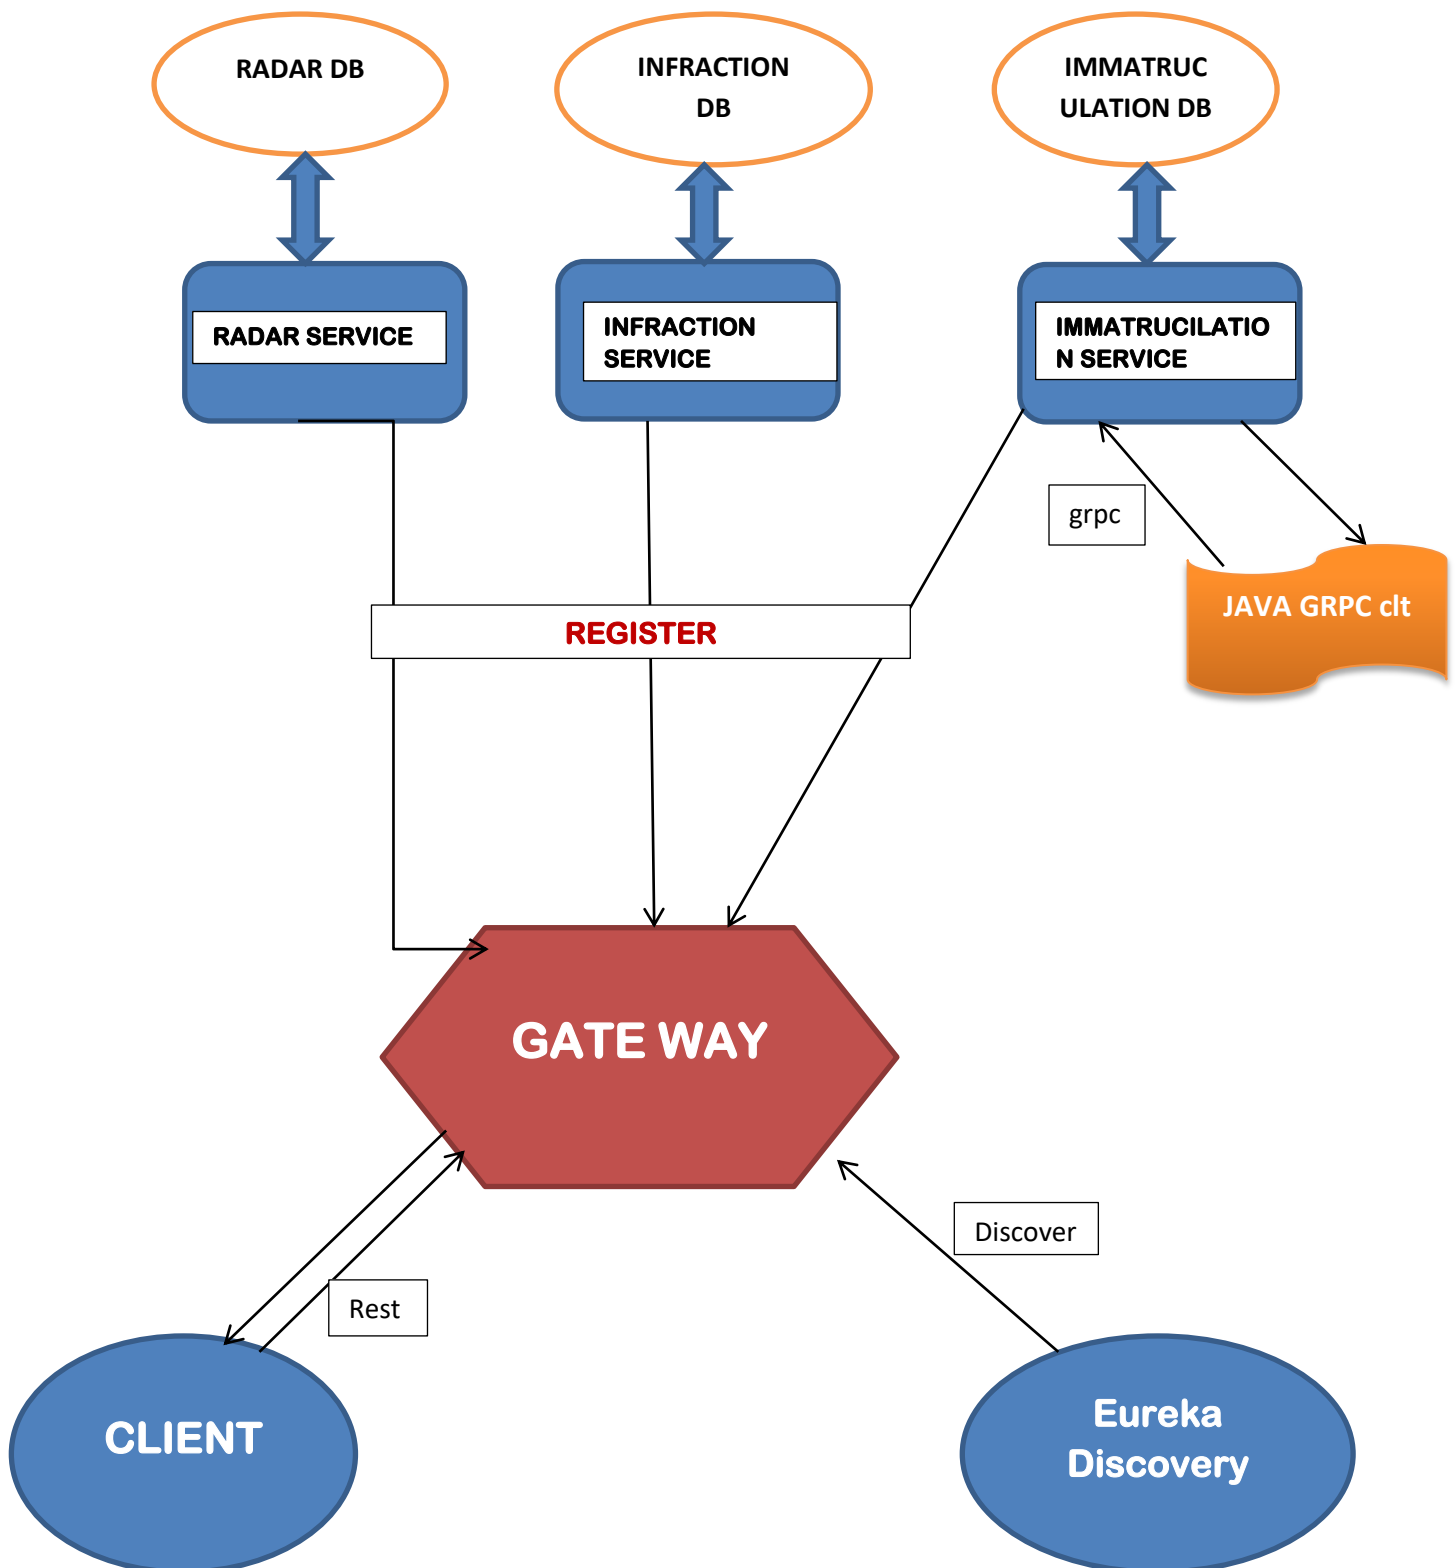 RADAR DB
INFRACTION
DB
IMMATRUC
ULATION DB
RADAR SERVICE
INFRACTION
SERVICE
IMMATRUCILATIO
N SERVICE
grpc
JAVA GRPC clt
REGISTER
GATE WAY
Discover
Rest
CLIENT
Eureka
Discovery